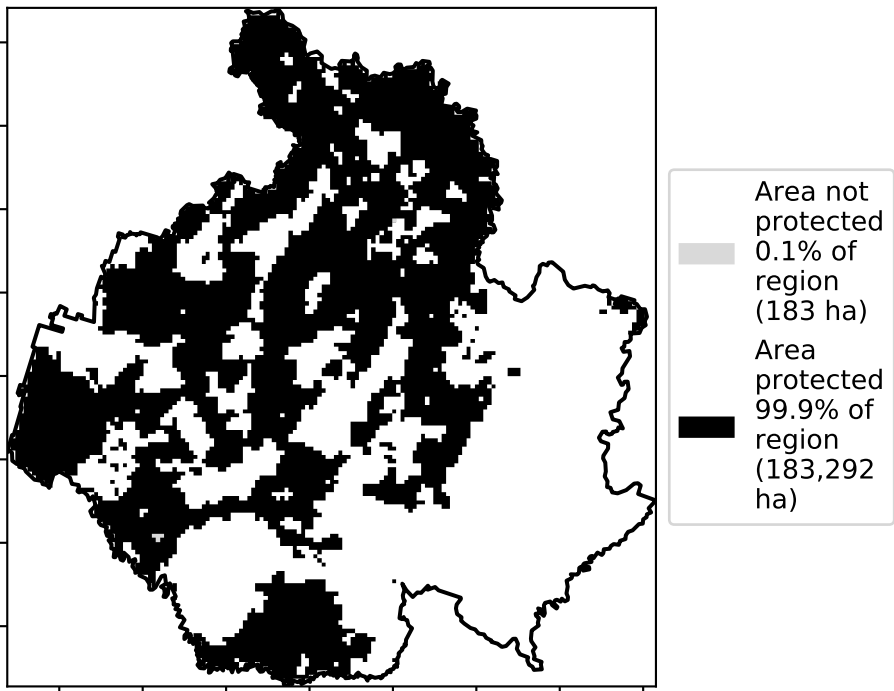 Area not
protected
0.1% of
region
(183 ha)
Area
protected
99.9% of
region
(183,292
ha)